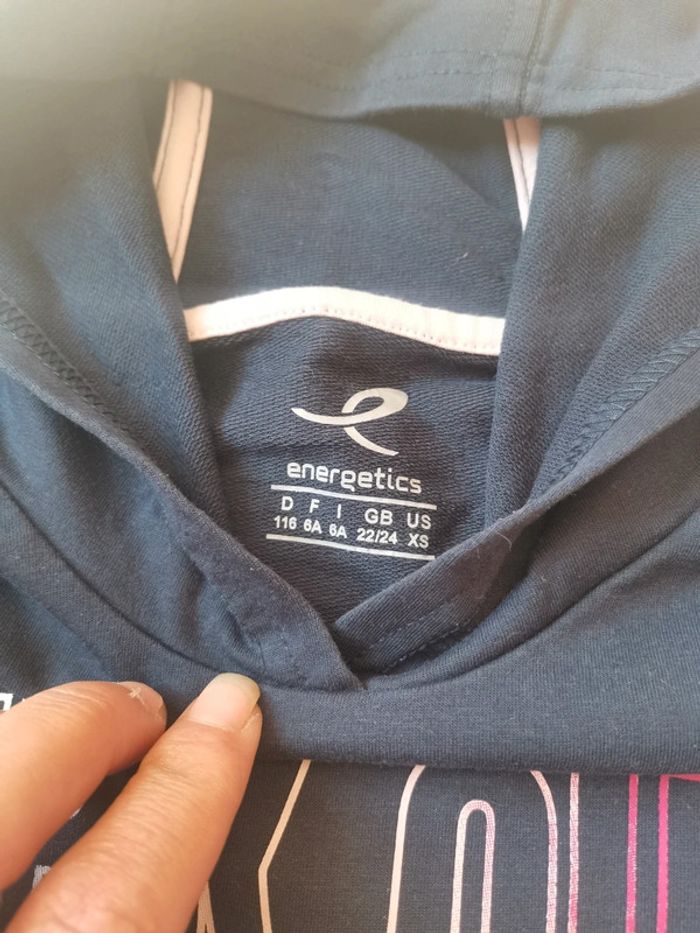 energetics
D F I GB US
116 6A 6A 22/24 XS